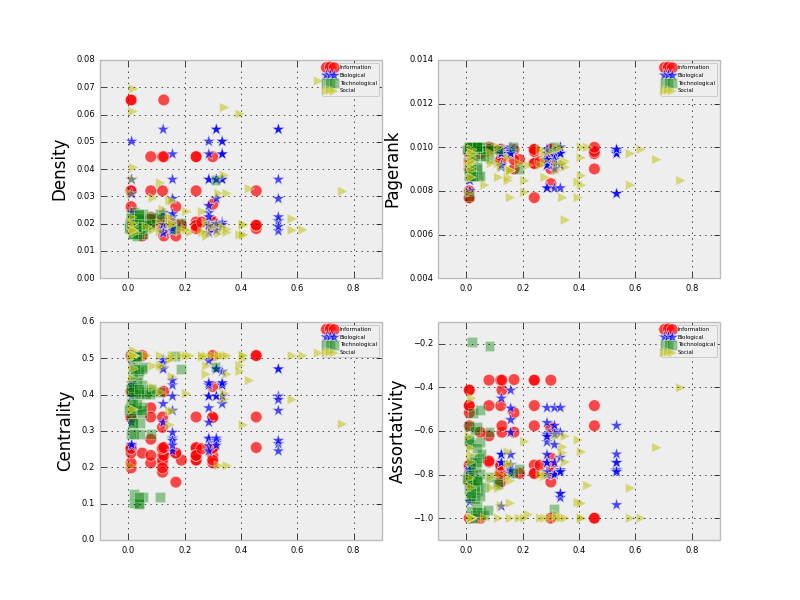 Density
0.08
0.07
0.06
0.05
0.04
0.03
0.02
0.01
0.00
0.0 0.2 0.4 0.6 0.8
Information
Biological
Technological
Social
Pagerank
0.014
0.012
0.010
0.008
0.006
0.004
0.0 0.2 0.4 0.6 0.8
Information
Biological
Technological
Social
Centrality
0.6
0.5
0.4
0.3
0.2
0.1
0.0
0.0 0.2 0.4 0.6 0.8
Information
Biological
Technological
Social
Assortativity
−0.2
−0.4
−0.6
−0.8
−1.0
0.0 0.2 0.4 0.6 0.8
Information
Biological
Technological
Social